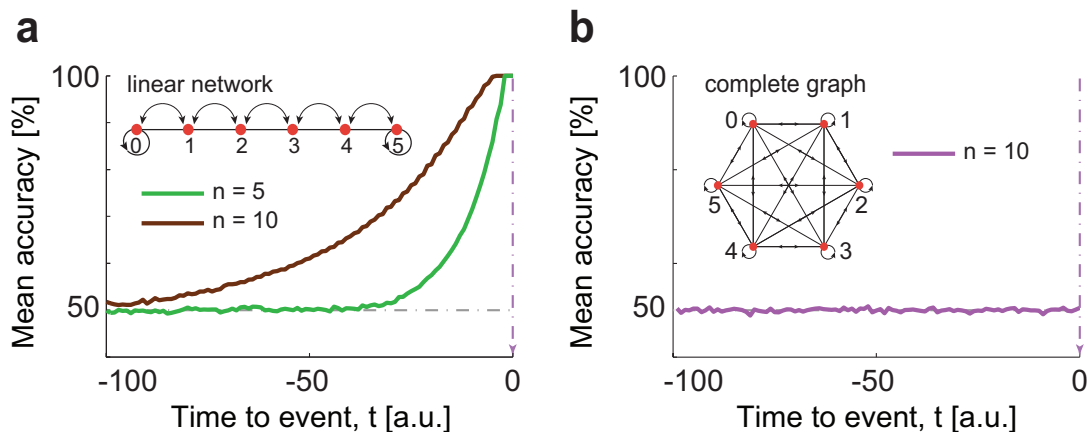 a
Mean accuracy [%]
100
50
linear network
0 1 2 3 4 5
n = 5
n = 10
-100 -50 0
Time to event, t [a.u.]
b
Mean accuracy [%]
100
50
complete graph
0 1
5 2
4 3
n = 10
-100 -50 0
Time to event, t [a.u.]